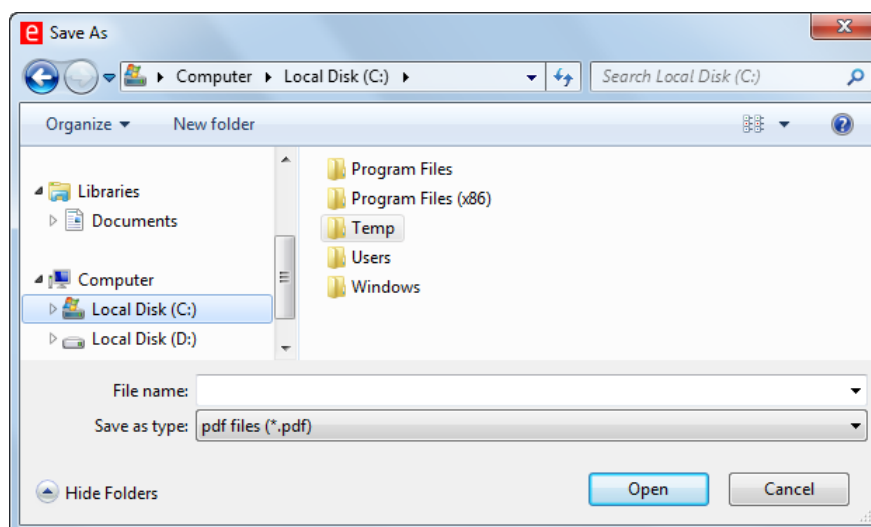 e Save As
Computer Local Disk (C:) Search Local Disk (C:)
Organize New folder
Libraries
Documents
Computer
Local Disk (C:)
Local Disk (D:)
Program Files
Program Files (x86)
Temp
Users
Windows
File name:
Save as type: pdf files (*.pdf)
Hide Folders Open Cancel